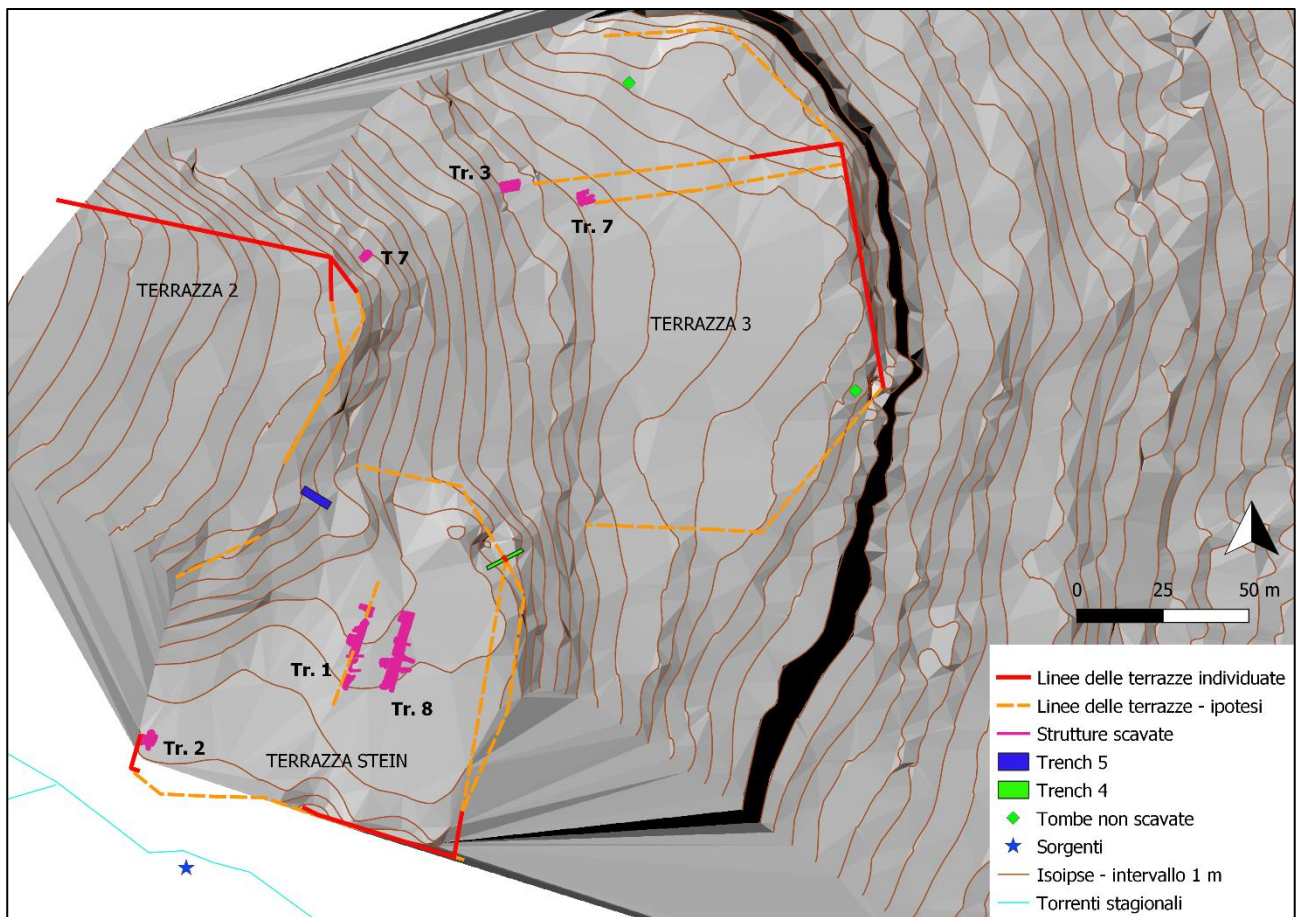 Tr. 3
Tr. 7
T 7
TERRAZZA 2
TERRAZZA 3
0 25 50 m
Tr. 1
Tr. 8
Tr. 2
TERRAZZA STEIN
Linee delle terrazze individuate
Linee delle terrazze - ipotesi
Strutture scavate
Trench 5
Trench 4
Tombe non scavate
Sorgenti
Isoipse - intervallo 1 m
Torrenti stagionali